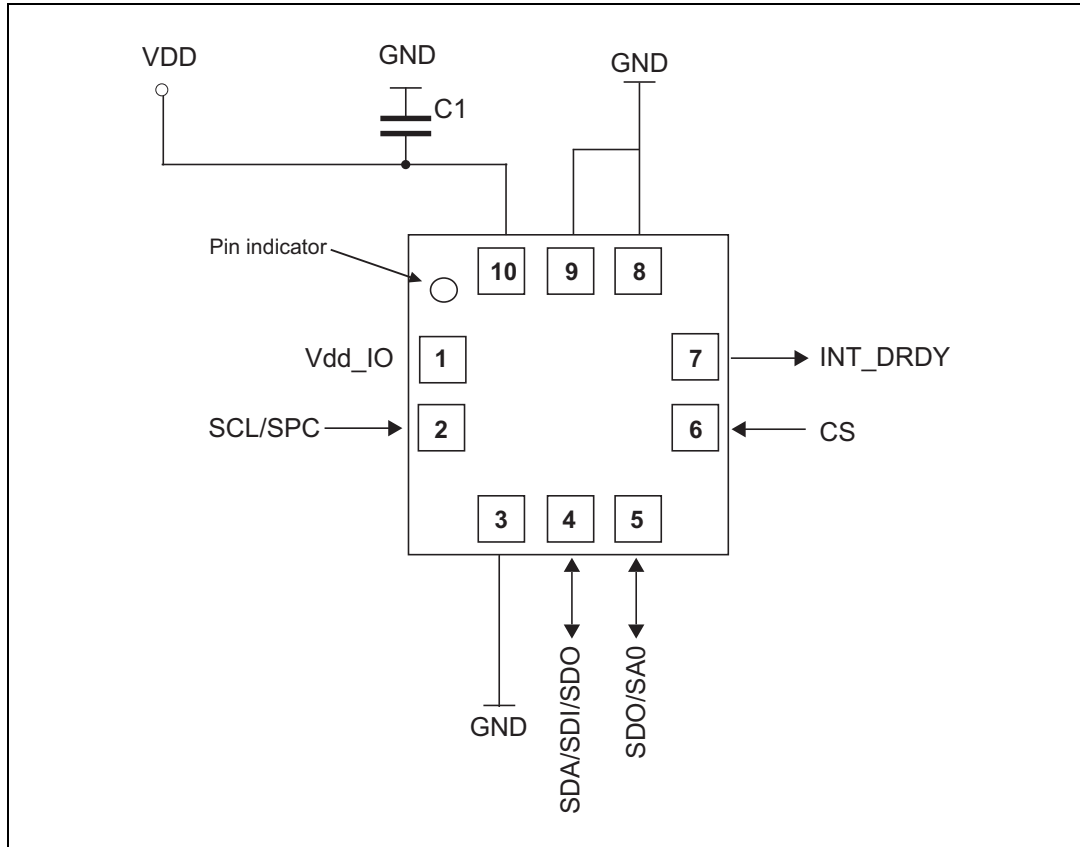 VDD
GND
C1
GND
Pin indicator
10
9
8
Vdd_IO
1
7
INT_DRDY
SCL/SPC
2
6
CS
3
4
5
GND
SDA/SDI/SDO
SDO/SA0